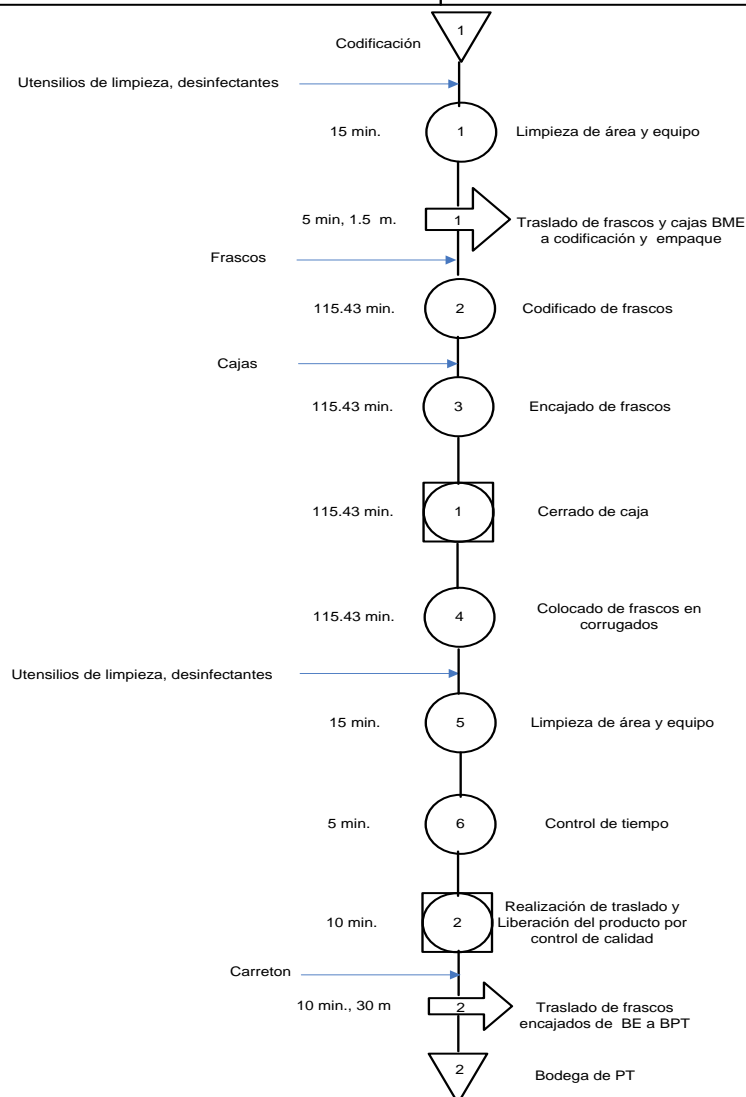 Codificación
1
Utensilios de limpieza, desinfectantes
15 min.
1
Limpieza de área y equipo
5 min, 1.5 m.
1
Traslado de frascos y cajas BME
a codificación y empaque
Frascos
115.43 min.
2
Codificado de frascos
Cajas
115.43 min.
3
Encajado de frascos
115.43 min.
1
Cerrado de caja
115.43 min.
4
Colocado de frascos en
corrugados
Utensilios de limpieza, desinfectantes
15 min.
5
Limpieza de área y equipo
5 min.
6
Control de tiempo
10 min.
2
Realización de traslado y
Liberación del producto por
control de calidad
Carreton
10 min., 30 m
2
Traslado de frascos
encajados de BE a BPT
2
Bodega de PT